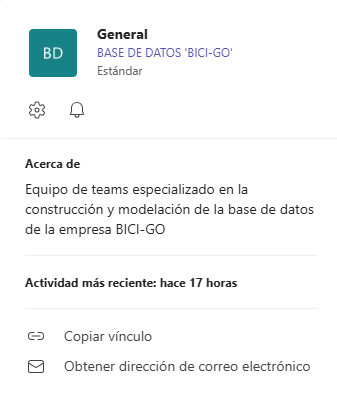 BD
General
BASE DE DATOS 'BICI-GO'
Estándar
Acerca de
Equipo de teams especializado en la
construcción y modelación de la base de datos
de la empresa BICI-GO
Actividad más reciente: hace 17 horas
Copiar vínculo
Obtener dirección de correo electrónico